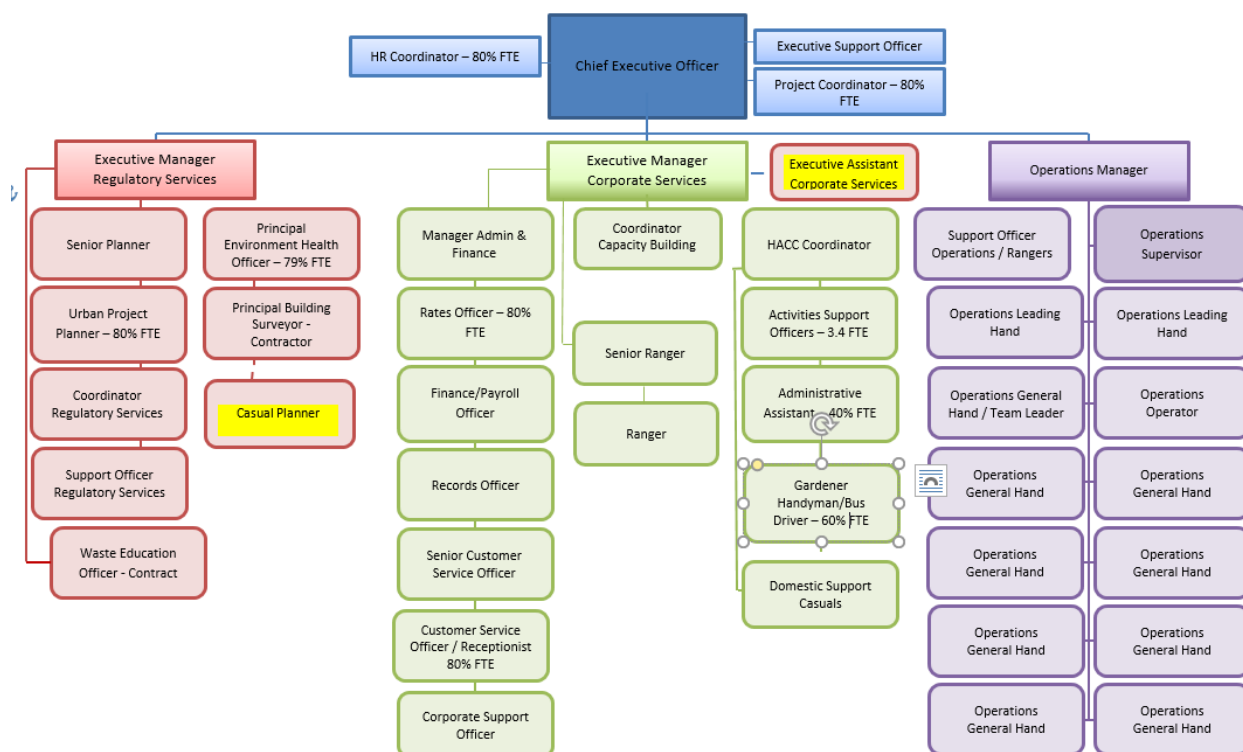 HR Coordinator – 80% FTE
Chief Executive Officer
Executive Support Officer
Project Coordinator – 80%
FTE
Executive Manager
Regulatory Services
Senior Planner
Urban Project
Planner – 80% FTE
Coordinator
Regulatory Services
Support Officer
Regulatory Services
Waste Education
Officer - Contract
Principal
Environment Health
Officer – 79% FTE
Principal Building
Surveyor -
Contractor
Casual Planner
Executive Manager
Corporate Services
Executive Assistant
Corporate Services
Manager Admin &
Finance
Rates Officer – 80%
FTE
Finance/Payroll
Officer
Records Officer
Senior Customer
Service Officer
Customer Service
Officer / Receptionist
80% FTE
Corporate Support
Officer
Coordinator
Capacity Building
Senior Ranger
Ranger
HACC Coordinator
Activities Support
Officers – 3.4 FTE
Administrative
Assistant – 40% FTE
Gardener
Handyman/Bus
Driver – 60% FTE
Domestic Support
Casuals
Operations Manager
Support Officer
Operations / Rangers
Operations Leading
Hand
Operations General
Hand / Team Leader
Operations
General Hand
Operations
General Hand
Operations
General Hand
Operations
General Hand
Operations
Supervisor
Operations Leading
Hand
Operations
Operator
Operations
General Hand
Operations
General Hand
Operations
General Hand
Operations
General Hand